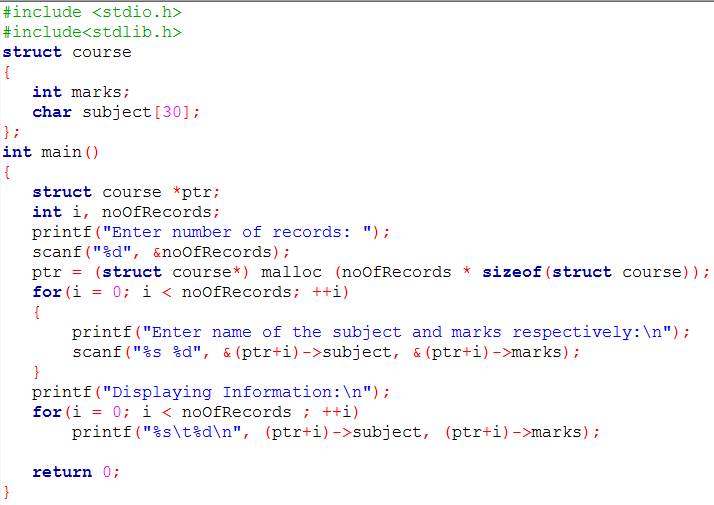 #include <stdio.h>
#include<stdlib.h>
struct course
{
   int marks;
   char subject[30];
};
int main()
{
   struct course *ptr;
   int i, noOfRecords;
   printf("Enter number of records: ");
   scanf("%d", &noOfRecords);
   ptr = (struct course*) malloc (noOfRecords * sizeof(struct course));
   for(i = 0; i < noOfRecords; ++i)
   {
       printf("Enter name of the subject and marks respectively:\n");
       scanf("%s %d", &(ptr+i)->subject, &(ptr+i)->marks);
   }
   printf("Displaying Information:\n");
   for(i = 0; i < noOfRecords ; ++i)
       printf("%s\t%d\n", (ptr+i)->subject, (ptr+i)->marks);

   return 0;
}